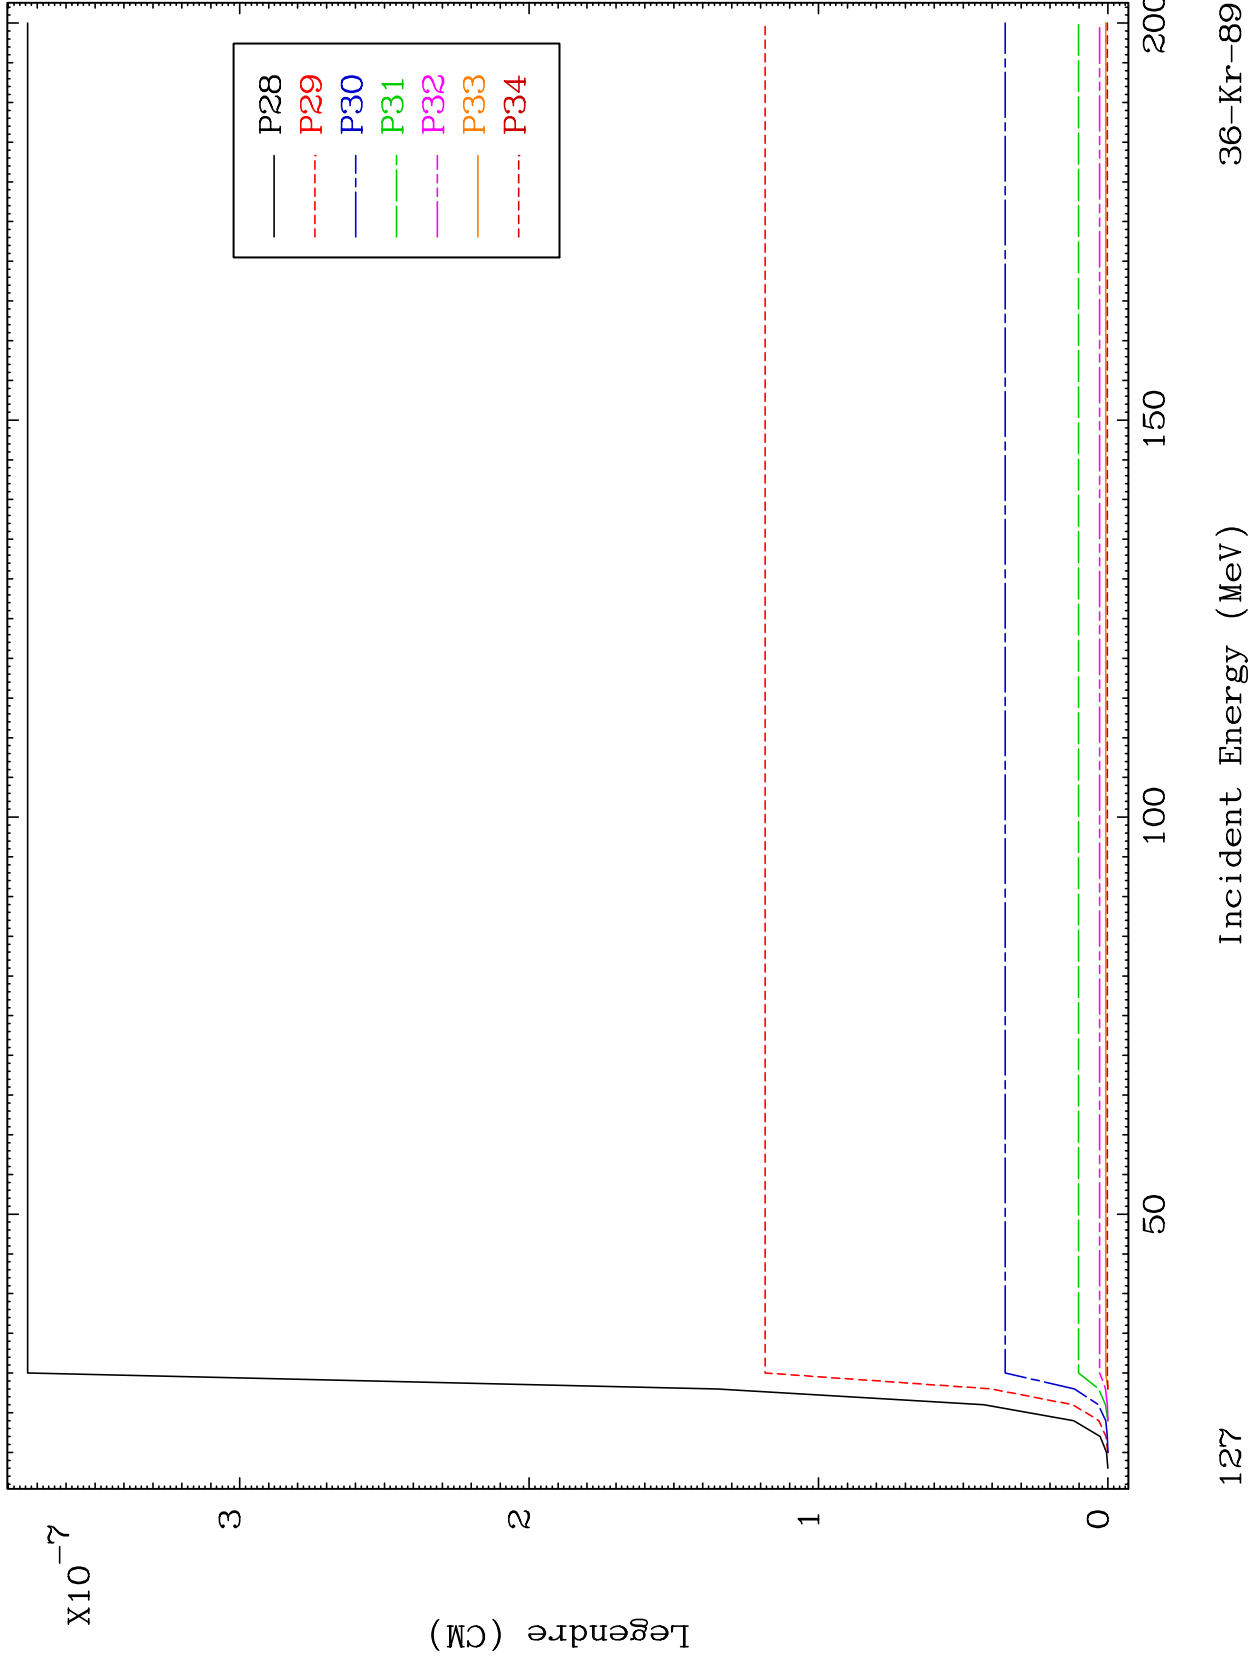 X10-7
3
2
1
0
Legendre (CM)
P28
P29
P30
P31
P32
P33
P34
50
100
150
200
Incident Energy (MeV)
127
36-Kr-89